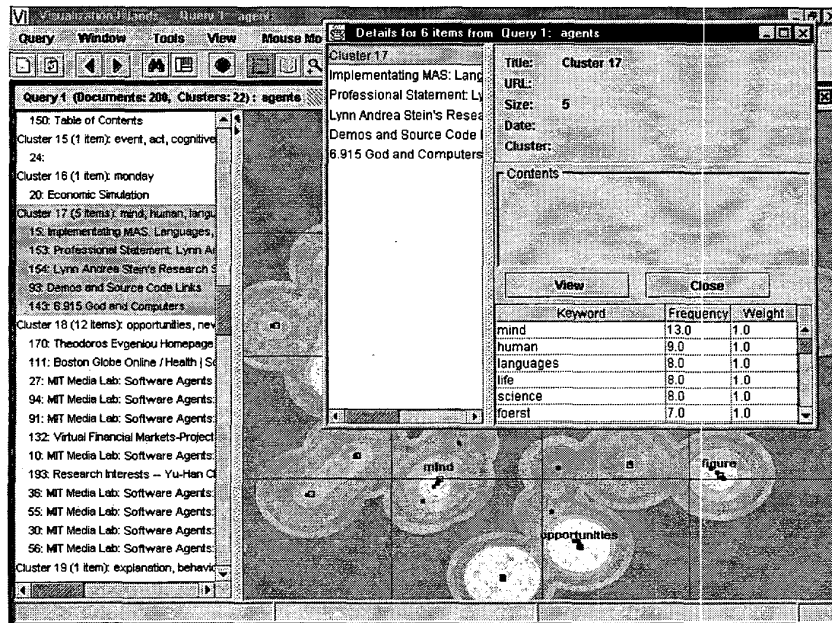 Visualization Islands - Query 1: agents
Query Window Tools View Mouse Mo
Query 1 (Documents: 200, Clusters: 22): agents
150: Table of Contents
Cluster 15 (1 item): event, act, cognitive
24:
Cluster 16 (1 item): monday
20: Economic Simulation
Cluster 17 (5 items): mind, human, langu
15: Implementating MAS: Languages,
153: Professional Statement: Lynn An
154: Lynn Andrea Stein's Research S
93: Demos and Source Code Links
143: 6.915 God and Computers
Cluster 18 (12 items): opportunities, nev
170: Theodoros Evgeniou Homepage
111: Boston Globe Online / Health | Sc
27: MIT Media Lab: Software Agents
94: MIT Media Lab: Software Agents:
91: MIT Media Lab: Software Agents:
132: Virtual Financial Markets-Project
10: MIT Media Lab: Software Agents:
193: Research Interests -- Yu-Han C
36: MIT Media Lab: Software Agents:
55: MIT Media Lab: Software Agents:
30: MIT Media Lab: Software Agents:
56: MIT Media Lab: Software Agents:
Cluster 19 (1 item): explanation, behavio
Details for 6 items from Query 1: agents
Cluster 17
Implementating MAS: Lang
Professional Statement: Ly
Lynn Andrea Stein's Resea
Demos and Source Code L
6.915 God and Computers
Title: Cluster 17
URL:
Size: 5
Date:
Cluster:
Contents
View Close
Keyword Frequency Weight
mind 13.0 1.0
human 9.0 1.0
languages 8.0 1.0
life 8.0 1.0
science 8.0 1.0
foerst 7.0 1.0
mind
figure
opportunities